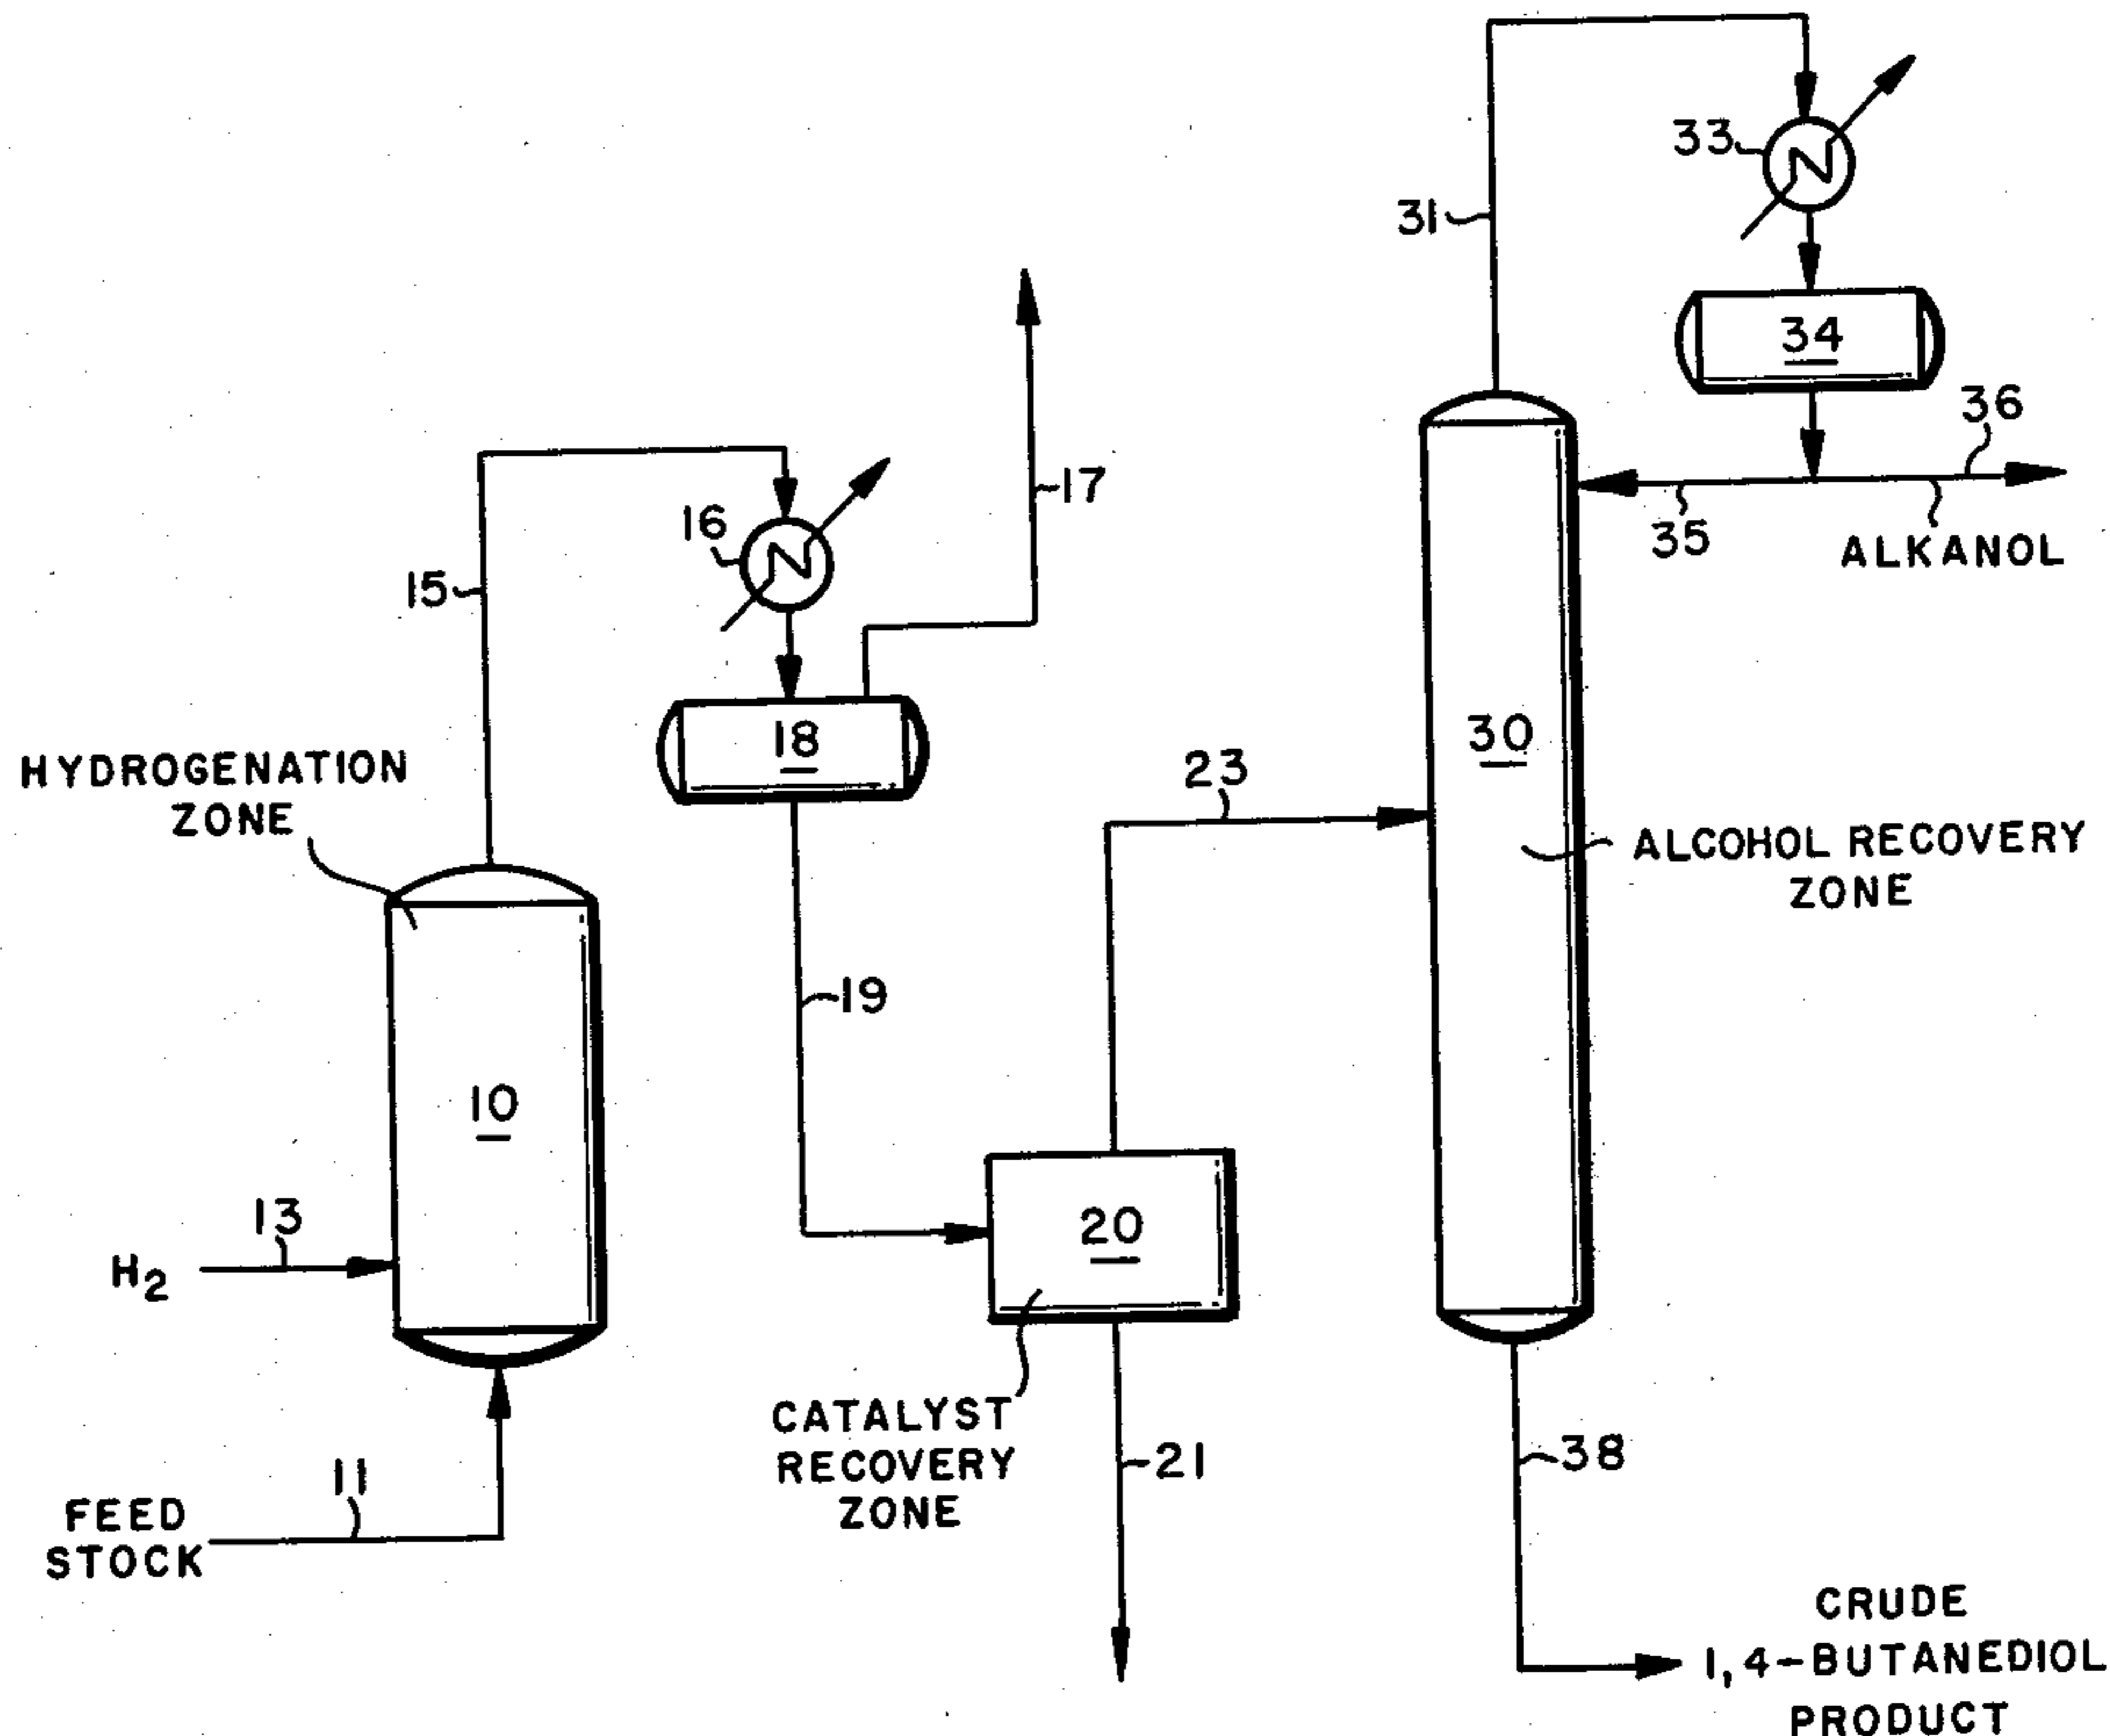 31
33
34
36
35
ALKANOL
17
16
15
18
HYDROGENATION
ZONE
23
30
ALCOHOL RECOVERY
ZONE
19
10
13
H2
20
CATALYST
RECOVERY
ZONE
21
38
11
FEED
STOCK
CRUDE
1,4-BUTANEDIOL
PRODUCT